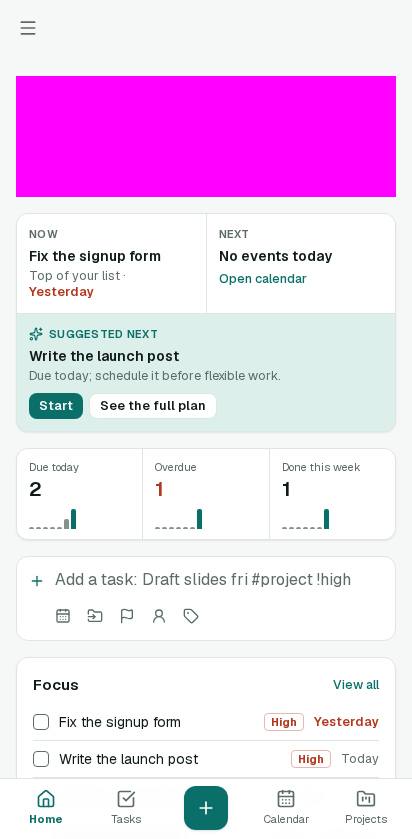 NOW
Fix the signup form
Top of your list ·
Yesterday
NEXT
No events today
Open calendar
SUGGESTED NEXT
Write the launch post
Due today; schedule it before flexible work.
Start
See the full plan
Due today
2
Overdue
1
Done this week
1
Add a task: Draft slides fri #project !high
Focus
View all
Fix the signup form
High
Yesterday
Write the launch post
High
Today
Home
Tasks
Calendar
Projects